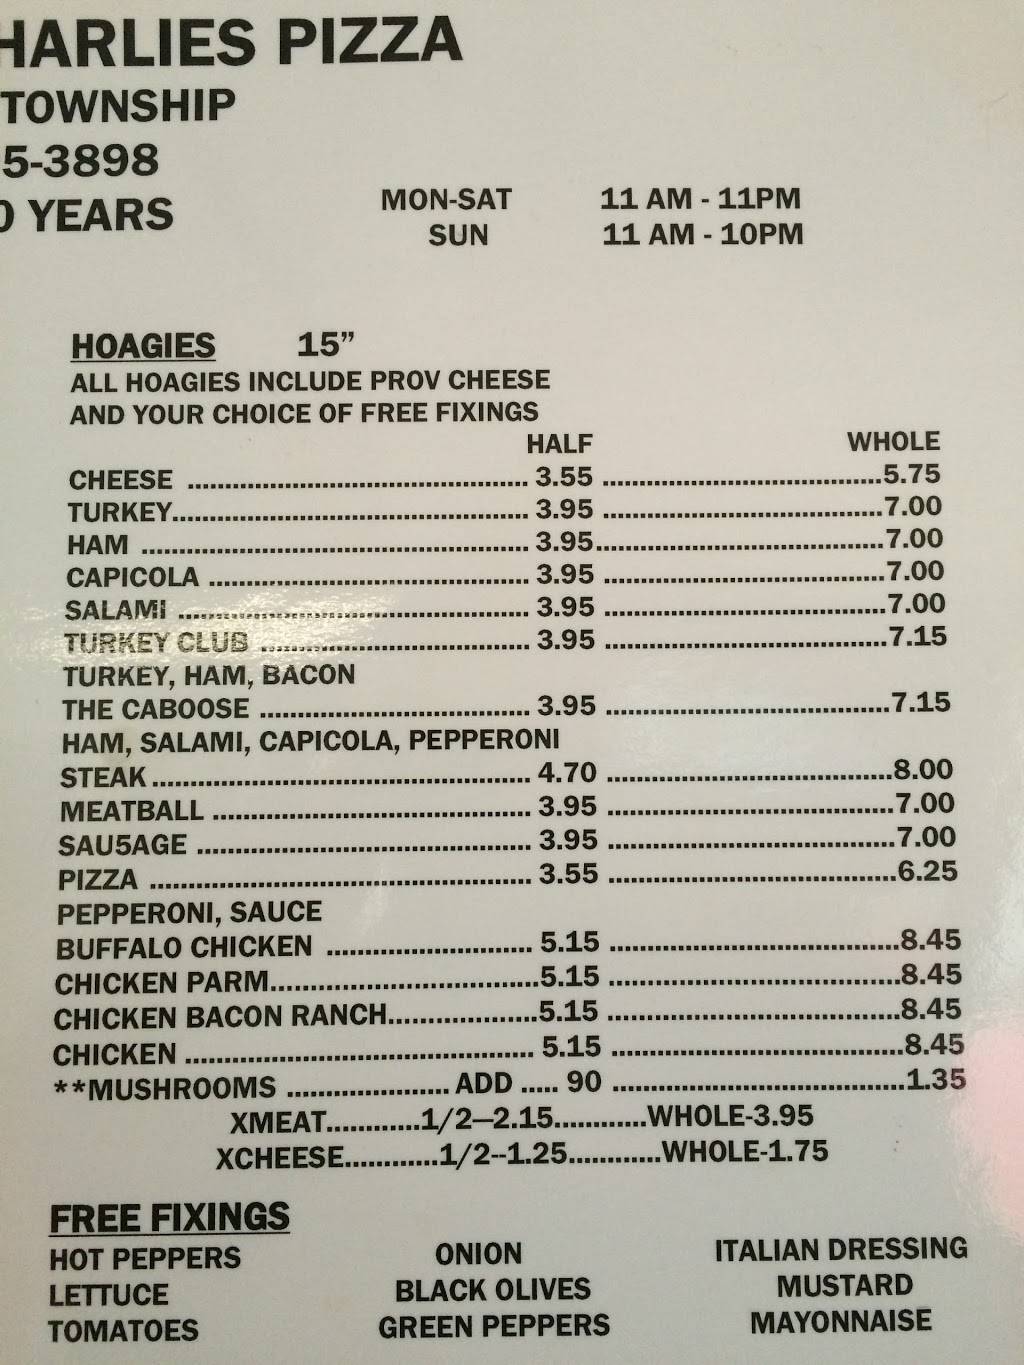 HARLIES PIZZA
TOWNSHIP
5-3898
0 YEARS
MON-SAT 11 AM - 11PM
SUN 11 AM - 10PM
HOAGIES 15”
ALL HOAGIES INCLUDE PROV CHEESE
AND YOUR CHOICE OF FREE FIXINGS
HALF WHOLE
CHEESE ............................................. 3.55 .....................................5.75
TURKEY............................................... 3.95 .....................................7.00
HAM ................................................... 3.95......................................7.00
CAPICOLA .......................................... 3.95 .....................................7.00
SALAMI .............................................. 3.95 .....................................7.00
TURKEY CLUB ................................... 3.95 .....................................7.15
TURKEY, HAM, BACON
THE CABOOSE .................................... 3.95 .....................................7.15
HAM, SALAMI, CAPICOLA, PEPPERONI
STEAK.................................................. 4.70 .....................................8.00
MEATBALL .......................................... 3.95 .....................................7.00
SAU5AGE ............................................ 3.95 .....................................7.00
PIZZA .................................................. 3.55 .....................................6.25
PEPPERONI, SAUCE
BUFFALO CHICKEN ........................... 5.15 .....................................8.45
CHICKEN PARM...................................5.15 .....................................8.45
CHICKEN BACON RANCH...................5.15 .....................................8.45
CHICKEN .............................................. 5.15 .....................................8.45
**MUSHROOMS ..................... ADD ..... 90 .....................................1.35
XMEAT............1/2—2.15............WHOLE-3.95
XCHEESE............1/2--1.25............WHOLE-1.75
FREE FIXINGS
HOT PEPPERS ONION ITALIAN DRESSING
LETTUCE BLACK OLIVES MUSTARD
TOMATOES GREEN PEPPERS MAYONNAISE